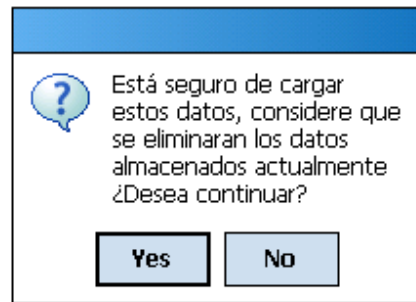 Está seguro de cargar
estos datos, considere que
se eliminaran los datos
almacenados actualmente
¿Desea continuar?
Yes
No